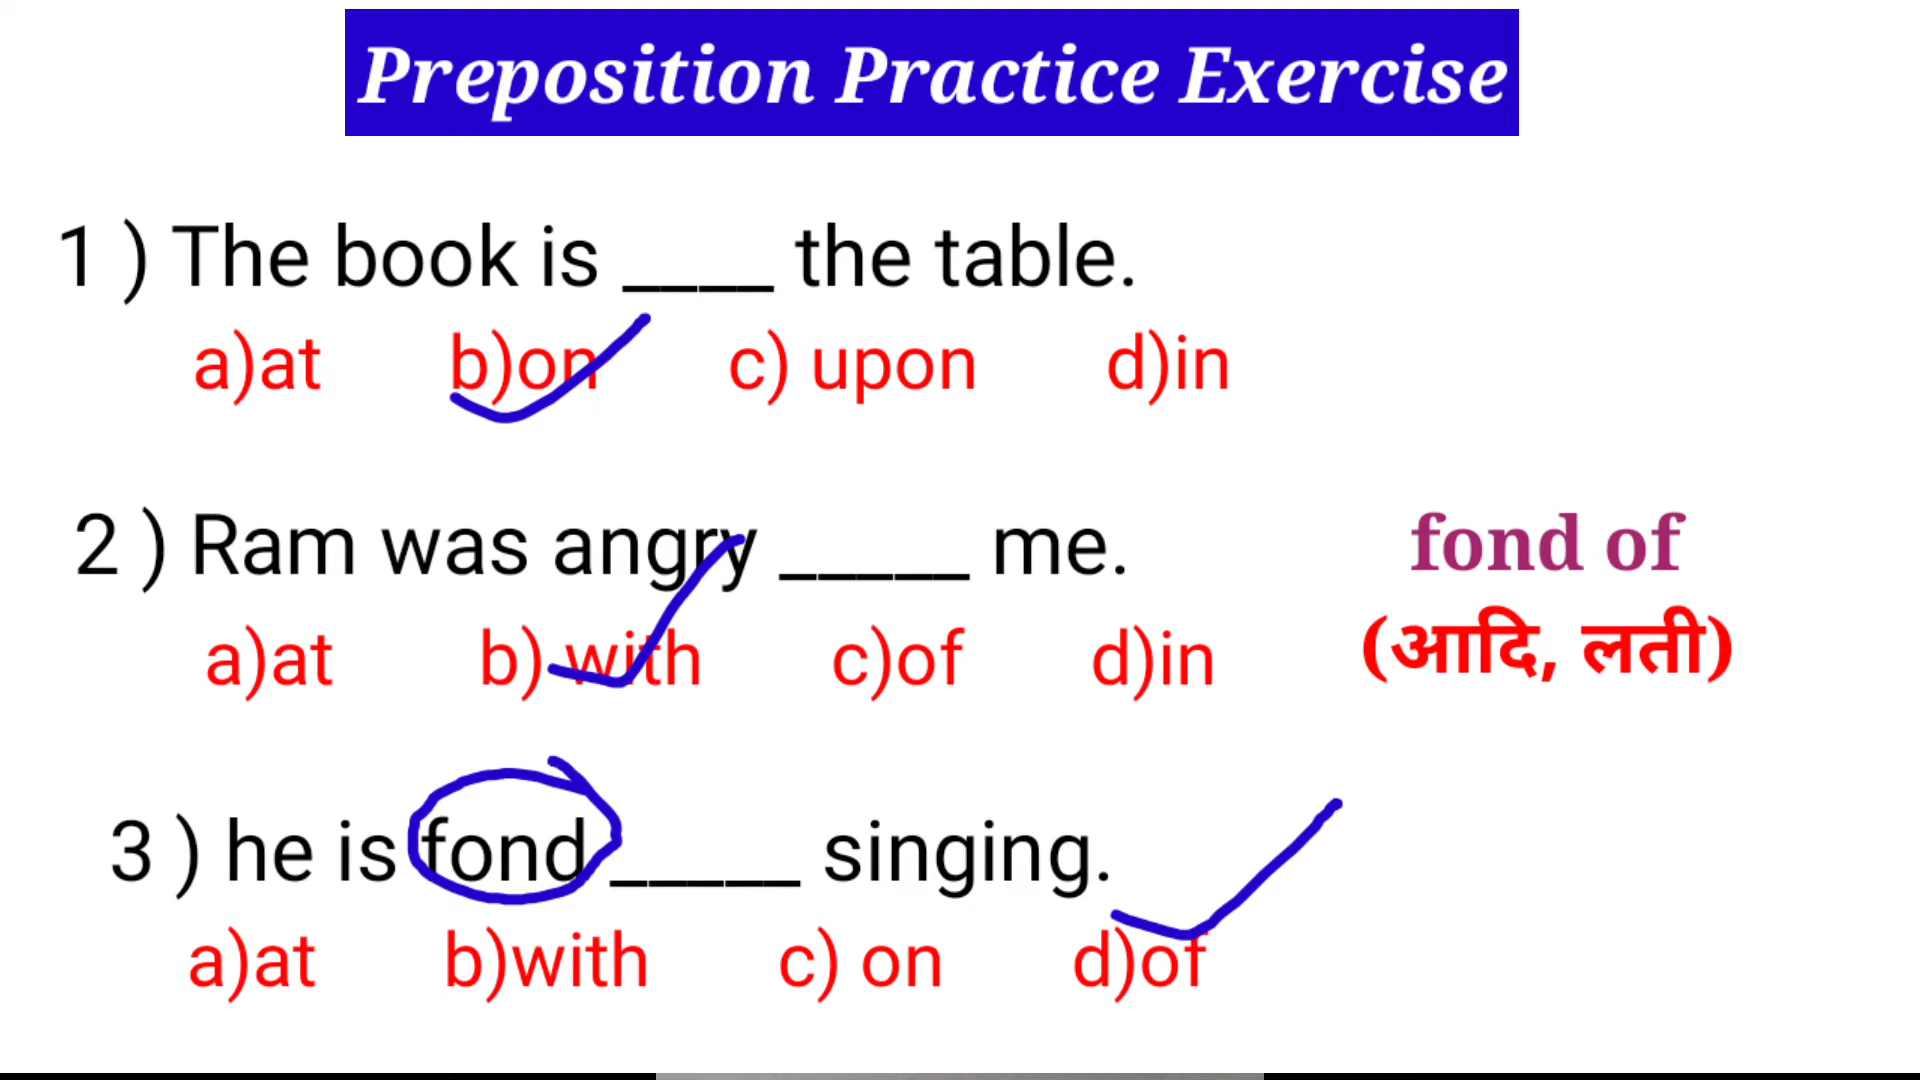 Preposition Practice Exercise
1 ) The book is ____ the table.
a)at b)on c) upon d)in
2 ) Ram was angry _____ me.
a)at b) with c)of d)in
fond of
(आदि, लती)
3 ) he is fond _____ singing.
a)at b)with c) on d)of